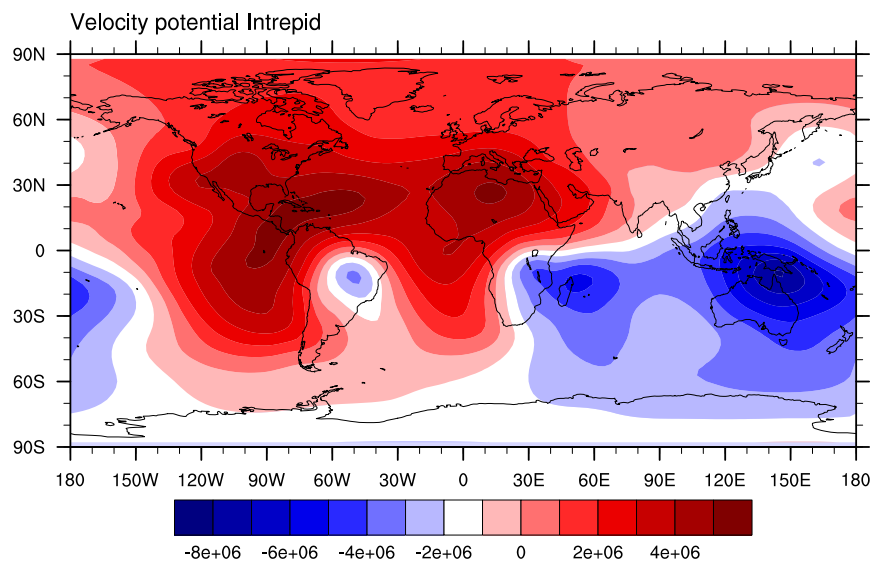 Velocity potential Intrepid
90N
60N
30N
0
30S
60S
90S
180 150W 120W 90W 60W 30W 0 30E 60E 90E 120E 150E 180
-8e+06 -6e+06 -4e+06 -2e+06 0 2e+06 4e+06